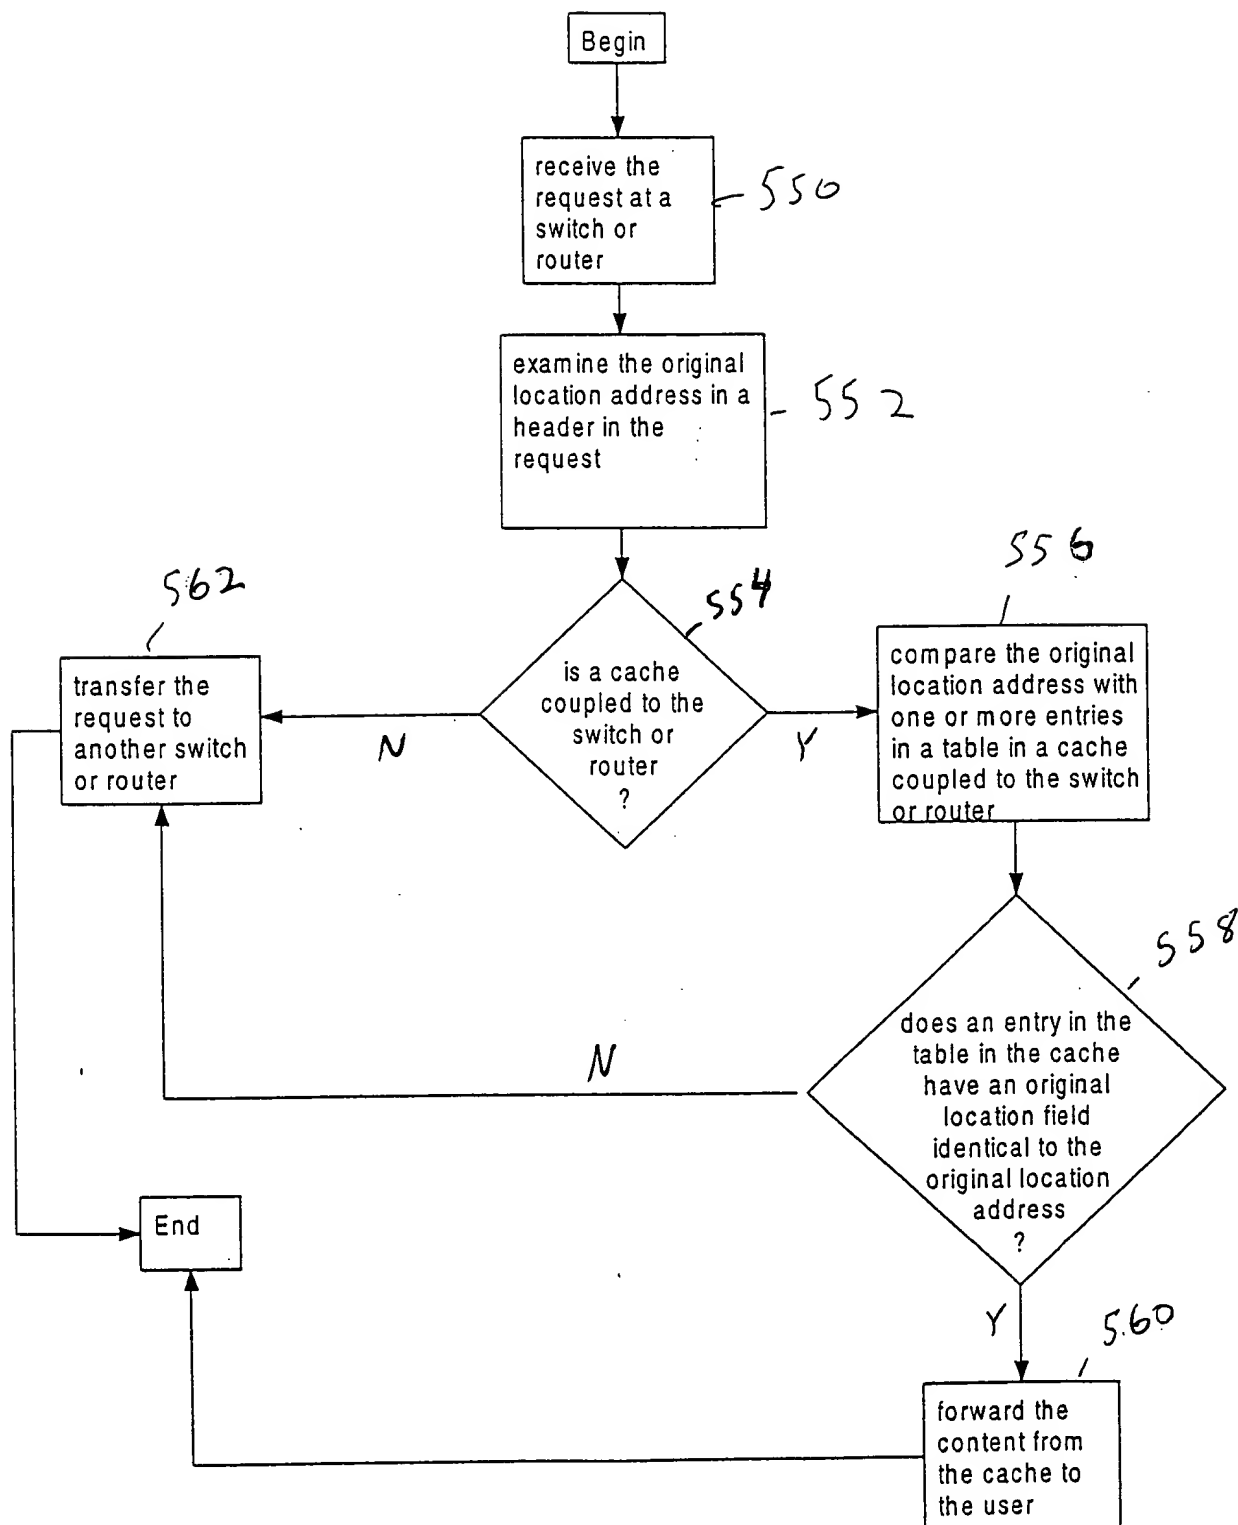 Begin
receive the
request at a
switch or
router
550
examine the original
location address in a
header in the
request
552
554
is a cache
coupled to the
switch or
router
?
N
Y
562
transfer the
request to
another switch
or router
556
compare the original
location address with
one or more entries
in a table in a cache
coupled to the switch
or router
558
does an entry in the
table in the cache
have an original
location field
identical to the
original location
address
?
N
Y
End
560
forward the
content from
the cache to
the user